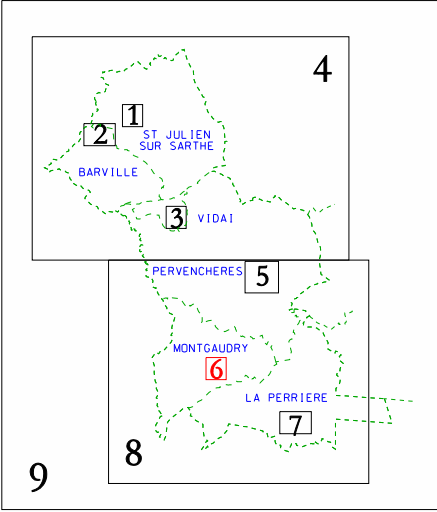 4
1
2
ST JULIEN
SUR SARTHE
BARVILLE
3 VIDAI
PERVENCHERES 5
MONTGAUDRY
6
LA PERRIERE
7
8
9